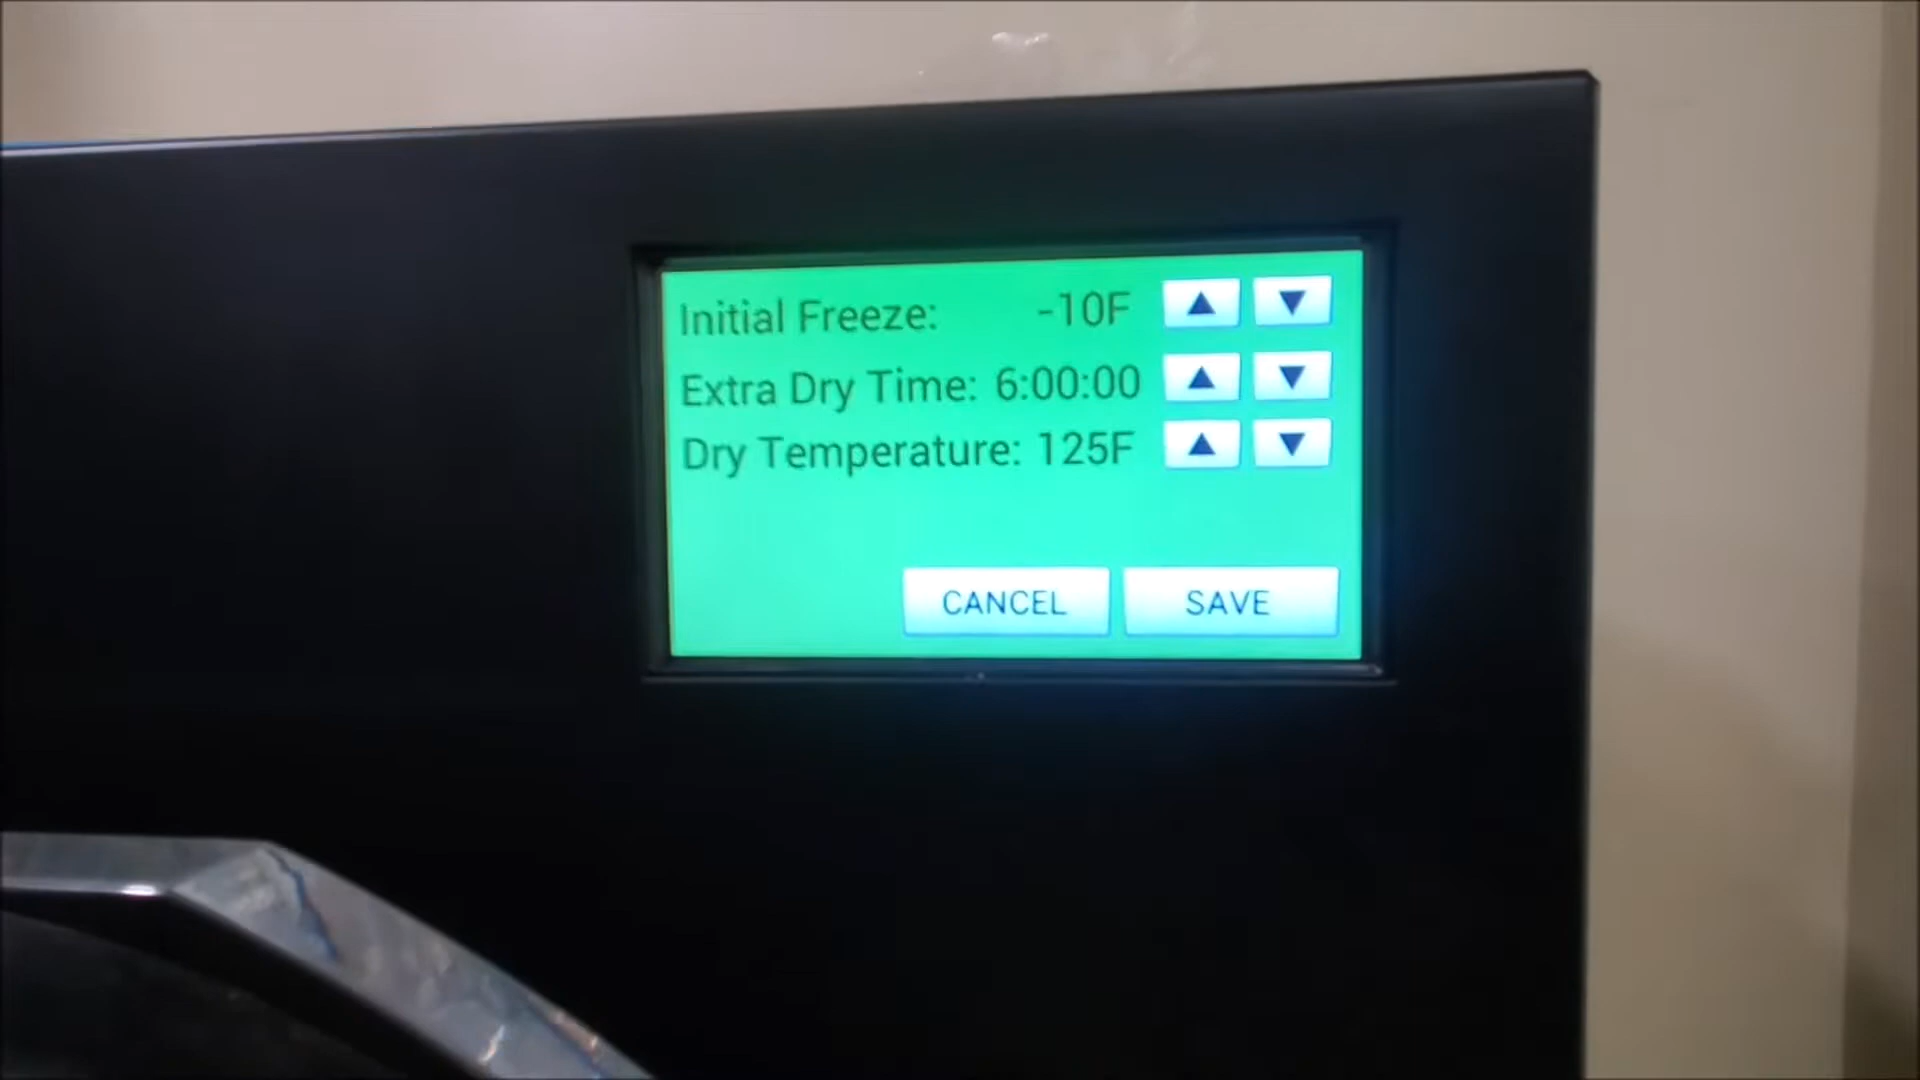 Initial Freeze: -10F
Extra Dry Time: 6:00:00
Dry Temperature: 125F
CANCEL SAVE